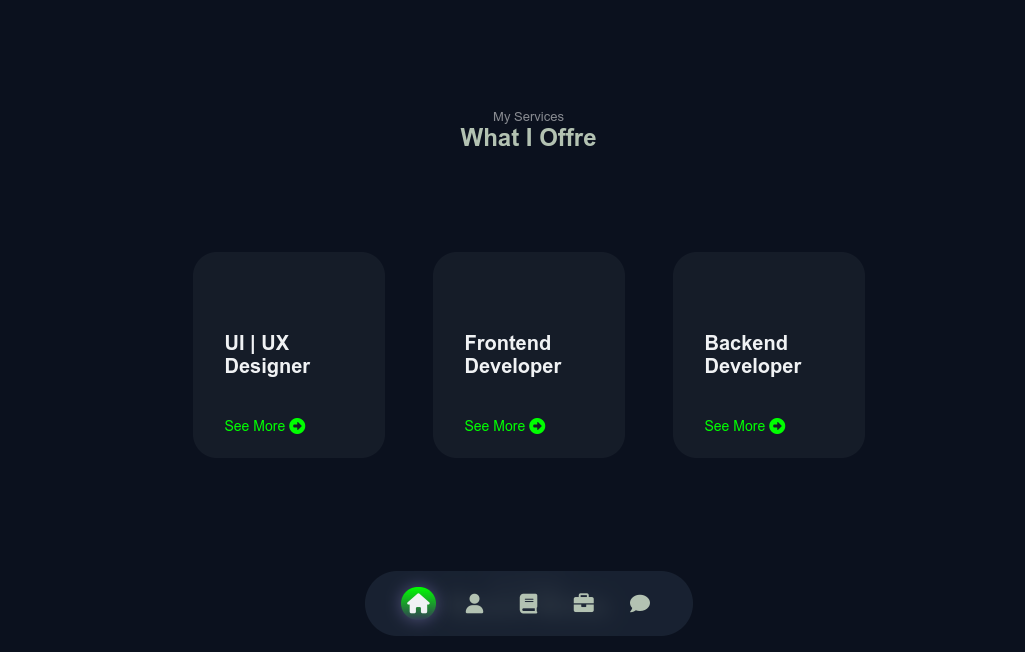 My Services
What I Offre
UI | UX
Designer
See More
Frontend
Developer
See More
Backend
Developer
See More